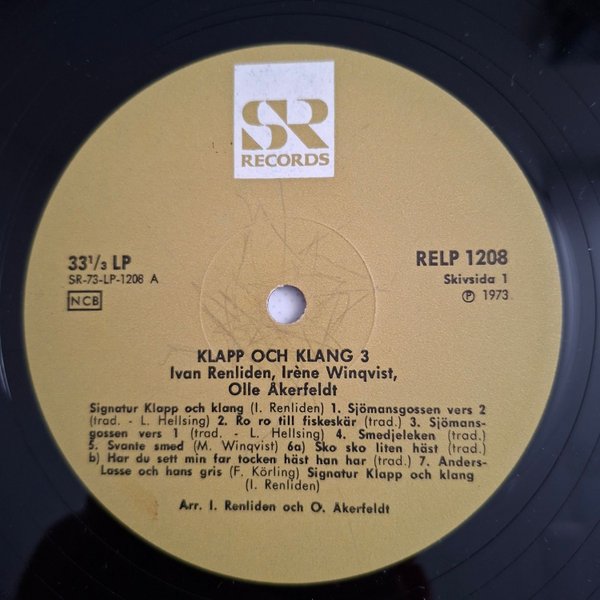 SR
RECORDS
33¹/₃ LP
SR-73-LP-1208 A
NCB
RELP 1208
Skivsida 1
Ⓟ 1973
KLAPP OCH KLANG 3
Ivan Renliden, Irène Winqvist,
Olle Åkerfeldt
Signatur Klapp och klang (I. Renliden) 1. Sjömansgossen vers 2
(trad. - L. Hellsing) 2. Ro ro till fiskeskär (trad.) 3. Sjömans-
gossen vers 1 (trad. - L. Hellsing) 4. Smedjeleken (trad.)
5. Svante smed (M. Winqvist) 6a) Sko sko liten häst (trad.)
b) Har du sett min far tocken häst han har (trad.) 7. Anders-
Lasse och hans gris (F. Körling) Signatur Klapp och klang
(I. Renliden)
Arr. I. Renliden och O. Åkerfeldt